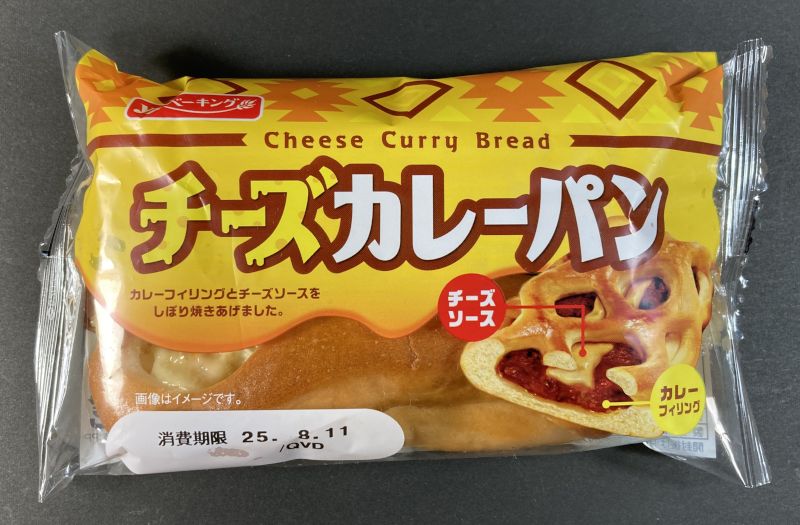 ベーキング
Cheese Curry Bread
チーズカレーパン
カレーフィリングとチーズソースを
しぼり焼きあげました。
チーズ
ソース
カレー
フィリング
画像はイメージです。
消費期限 25. 8.11
/QVD